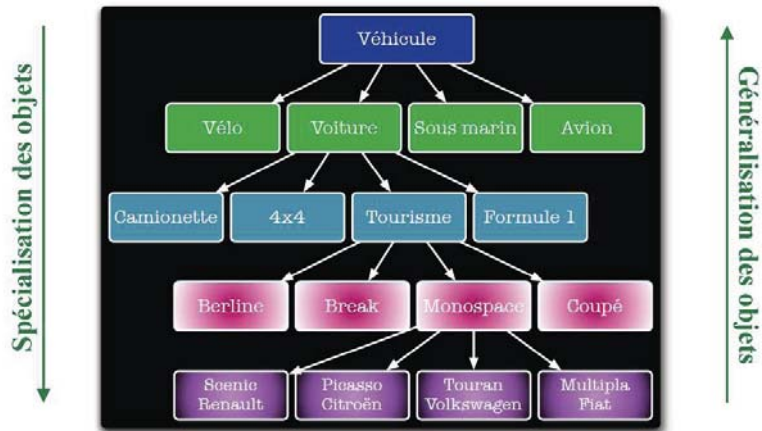 Spécialisation des objets
Véhicule
Vélo
Voiture
Sous marin
Avion
Camionette
4x4
Tourisme
Formule 1
Berline
Break
Monospace
Coupé
Scenic
Renault
Picasso
Citroën
Touran
Volkswagen
Multipla
Fiat
Généralisation des objets